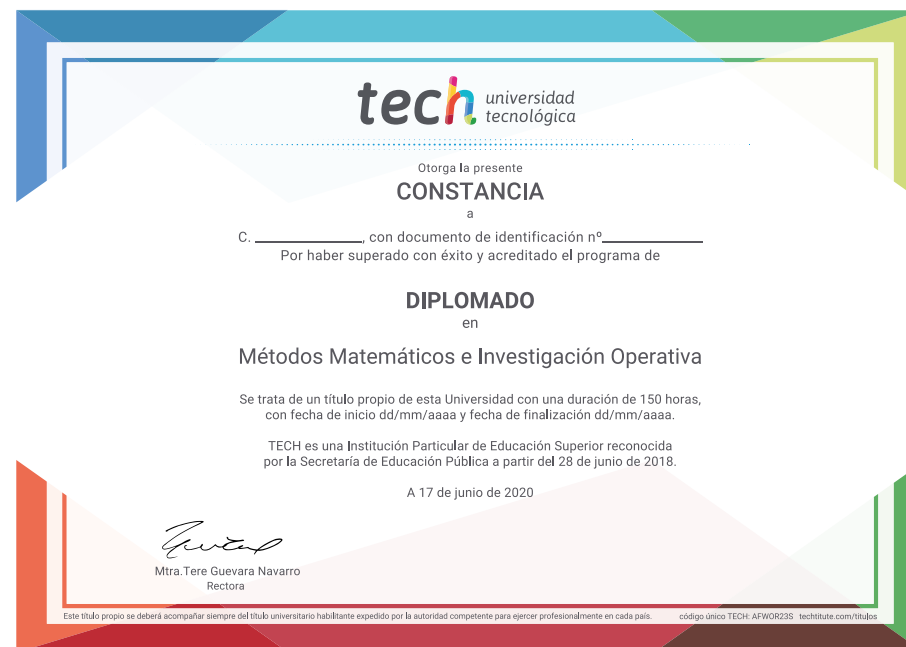 tech universidad
tecnológica
Otorga la presente
CONSTANCIA
a
C. ____________, con documento de identificación nº____________
Por haber superado con éxito y acreditado el programa de
DIPLOMADO
en
Métodos Matemáticos e Investigación Operativa
Se trata de un título propio de esta Universidad con una duración de 150 horas,
con fecha de inicio dd/mm/aaaa y fecha de finalización dd/mm/aaaa.
TECH es una Institución Particular de Educación Superior reconocida
por la Secretaría de Educación Pública a partir del 28 de junio de 2018.
A 17 de junio de 2020
Mtra.Tere Guevara Navarro
Rectora
Este título propio se deberá acompañar siempre del título universitario habilitante expedido por la autoridad competente para ejercer profesionalmente en cada país. código único TECH: AFWOR23S techtitute.com/títulos